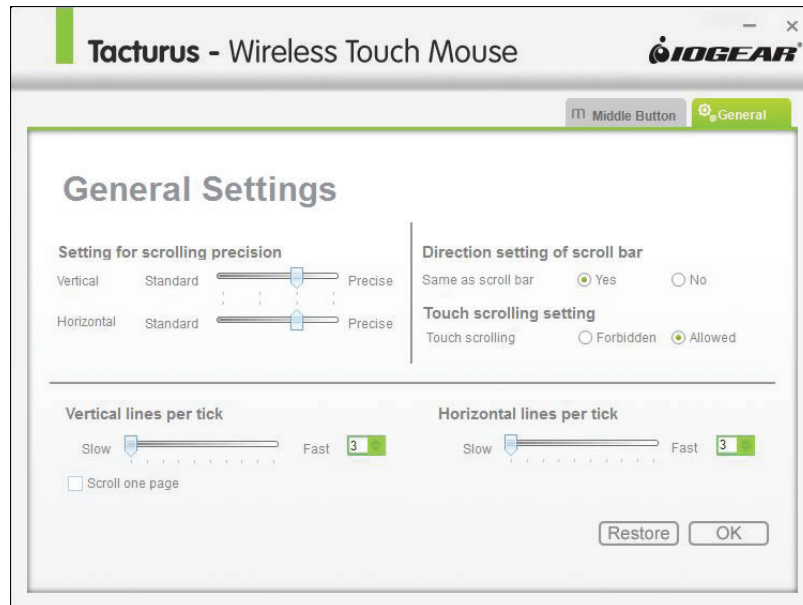 Tacturus - Wireless Touch Mouse
IOGEAR
m Middle Button
General
General Settings
Setting for scrolling precision
Vertical Standard Precise
Horizontal Standard Precise
Direction setting of scroll bar
Same as scroll bar Yes No
Touch scrolling setting
Touch scrolling Forbidden Allowed
Vertical lines per tick
Slow Fast 3
Scroll one page
Horizontal lines per tick
Slow Fast 3
Restore OK